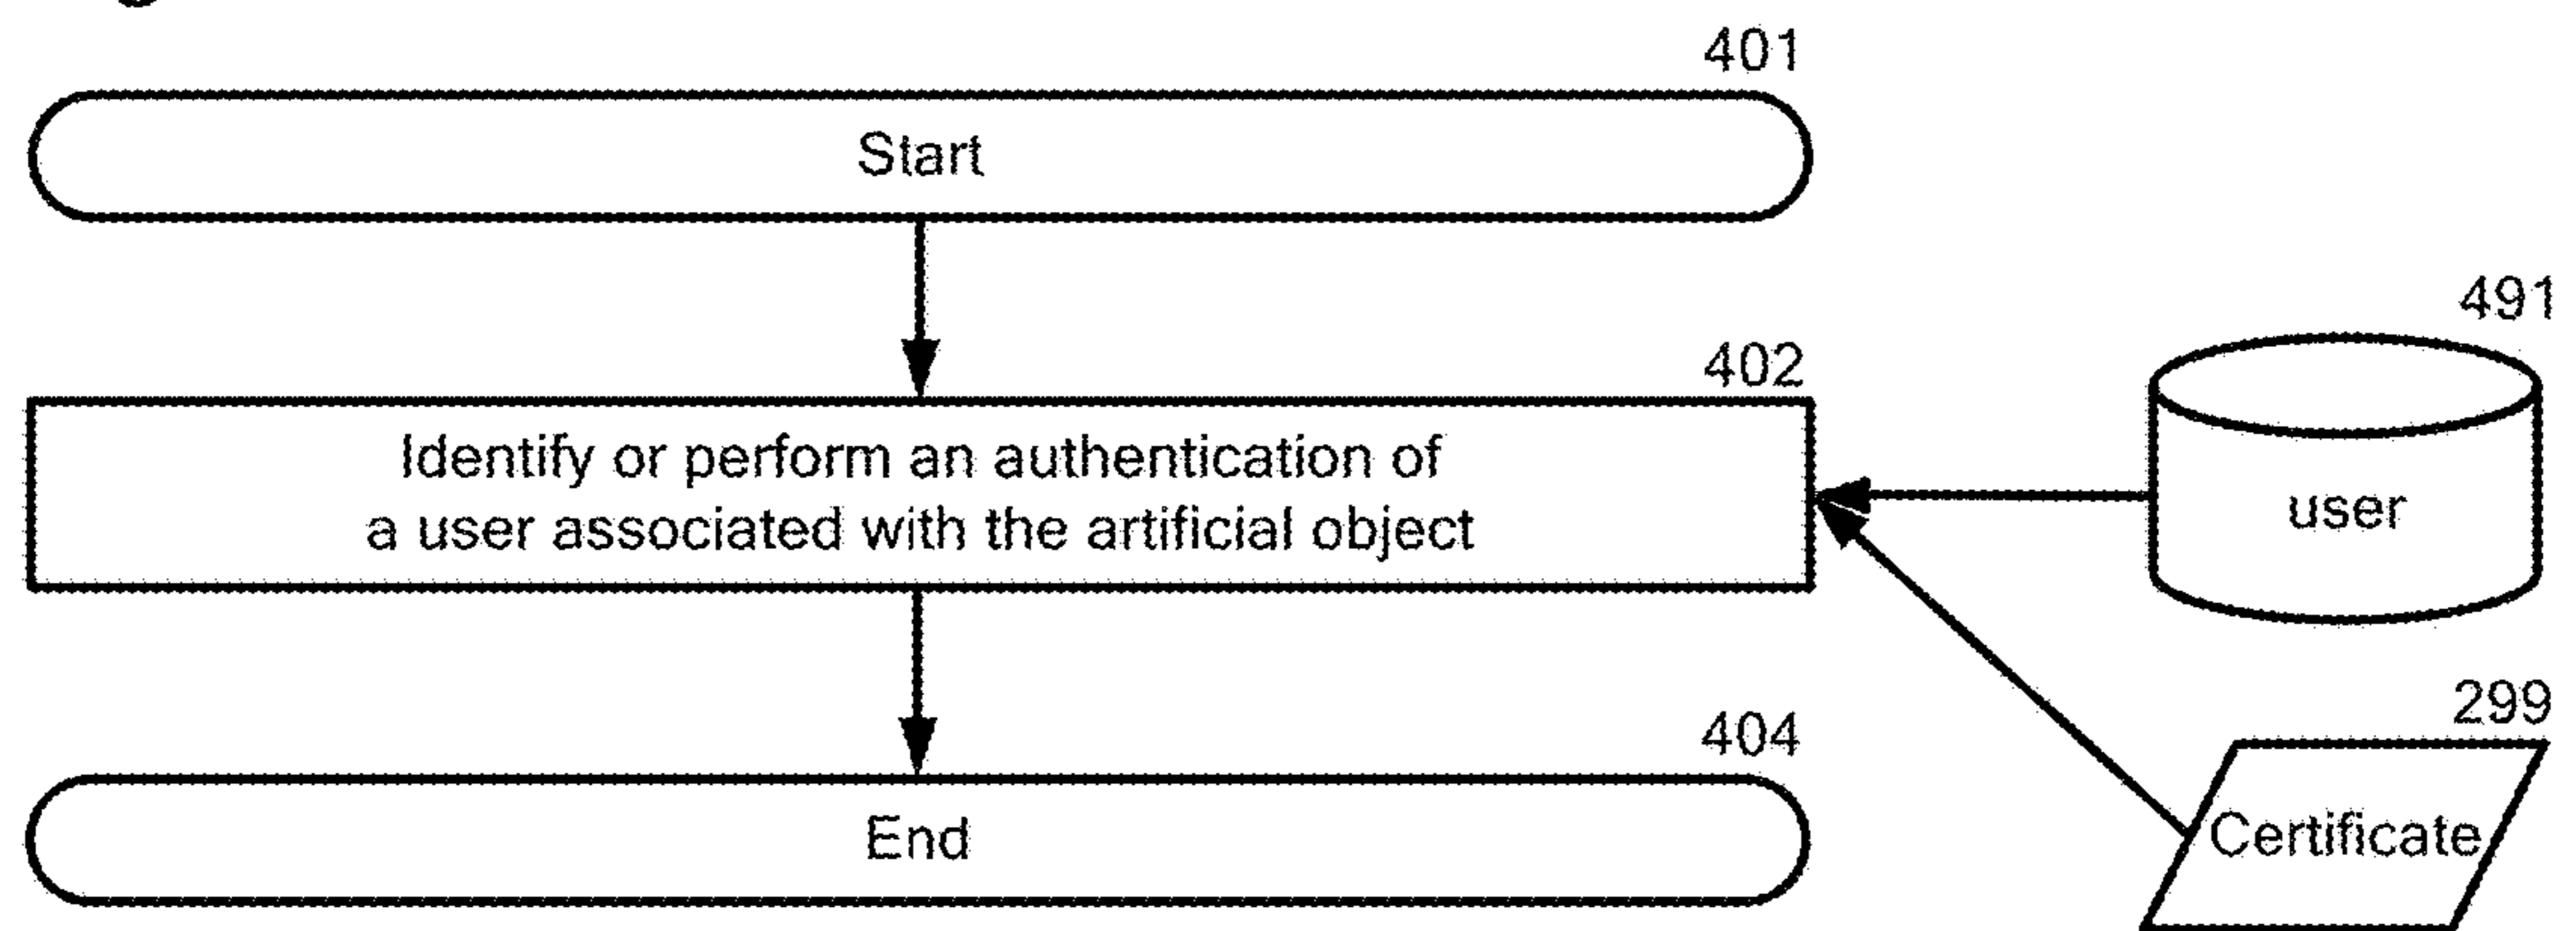 401
Start
402
Identify or perform an authentication of
a user associated with the artificial object
491
user
299
Certificate
404
End